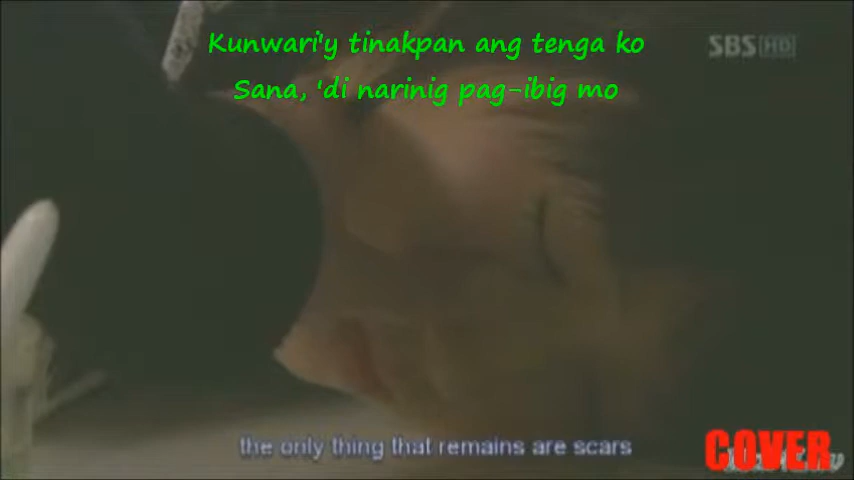 Kunwari'y tinakpan ang tenga ko
SBS HD
Sana, 'di narinig pag-ibig mo
the only thing that remains are scars
COVER